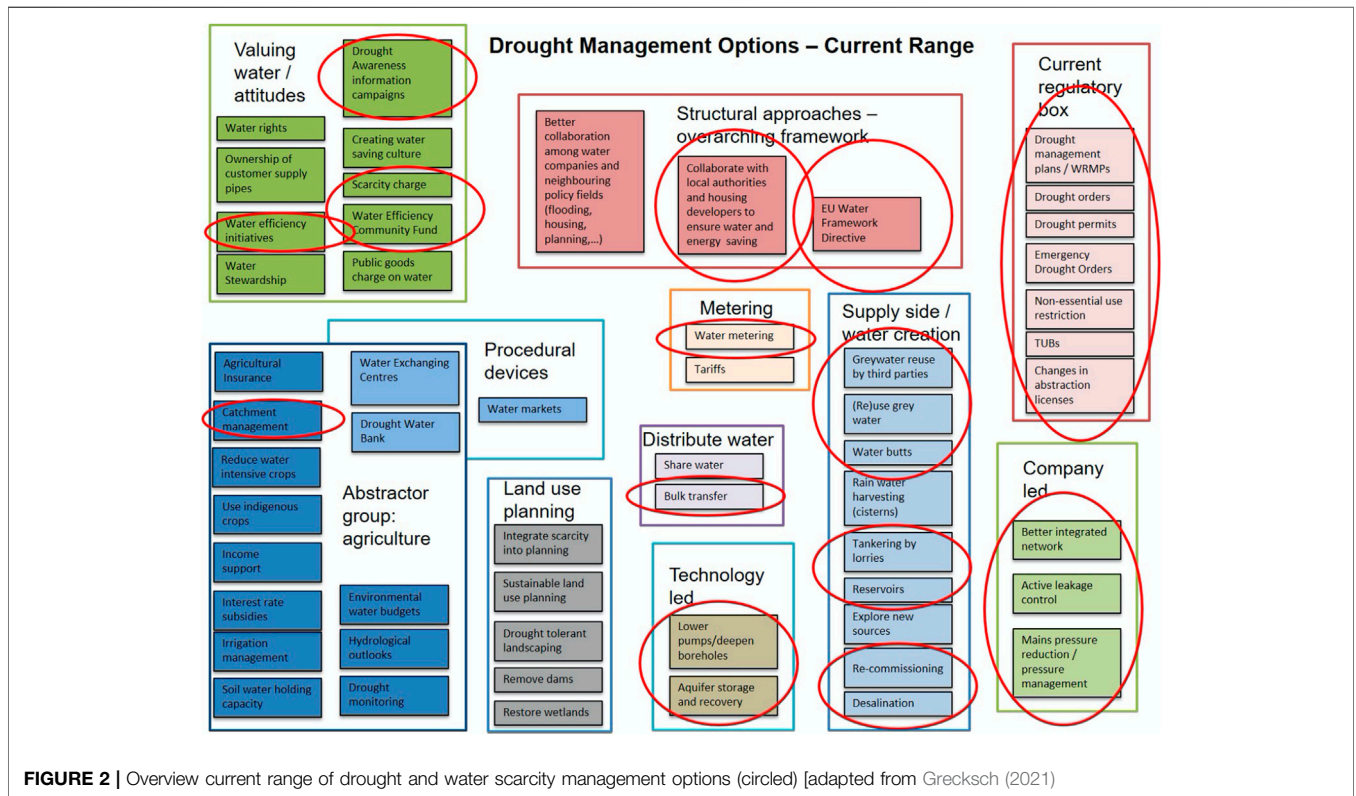 Drought Management Options – Current Range
Valuing
water /
attitudes
Water rights
Ownership of
customer supply
pipes
Water efficiency
initiatives
Water
Stewardship
Drought
Awareness
information
campaigns
Creating water
saving culture
Scarcity charge
Water Efficiency
Community Fund
Public goods
charge on water
Structural approaches –
overarching framework
Better
collaboration
among water
companies and
neighbouring
policy fields
(flooding,
housing,
planning,...)
Collaborate with
local authorities
and housing
developers to
ensure water and
energy saving
EU Water
Framework
Directive
Current
regulatory
box
Drought
management
plans / WRMPs
Drought orders
Drought permits
Emergency
Drought Orders
Non-essential use
restriction
TUBs
Changes in
abstraction
licenses
Metering
Water metering
Tariffs
Supply side /
water creation
Greywater reuse
by third parties
(Re)use grey
water
Water butts
Rain water
harvesting
(cisterns)
Tankering by
lorries
Reservoirs
Explore new
sources
Re-commissioning
Desalination
Procedural
devices
Water markets
Water Exchanging
Centres
Drought Water
Bank
Agricultural
Insurance
Catchment
management
Reduce water
intensive crops
Use indigenous
crops
Income
support
Interest rate
subsidies
Irrigation
management
Soil water holding
capacity
Abstractor
group:
agriculture
Environmental
water budgets
Hydrological
outlooks
Drought
monitoring
Land use
planning
Integrate scarcity
into planning
Sustainable land
use planning
Drought tolerant
landscaping
Remove dams
Restore wetlands
Distribute water
Share water
Bulk transfer
Technology
led
Lower
pumps/deepen
boreholes
Aquifer storage
and recovery
Company
led
Better integrated
network
Active leakage
control
Mains pressure
reduction /
pressure
management
FIGURE 2 | Overview current range of drought and water scarcity management options (circled) [adapted from Grecksch (2021)